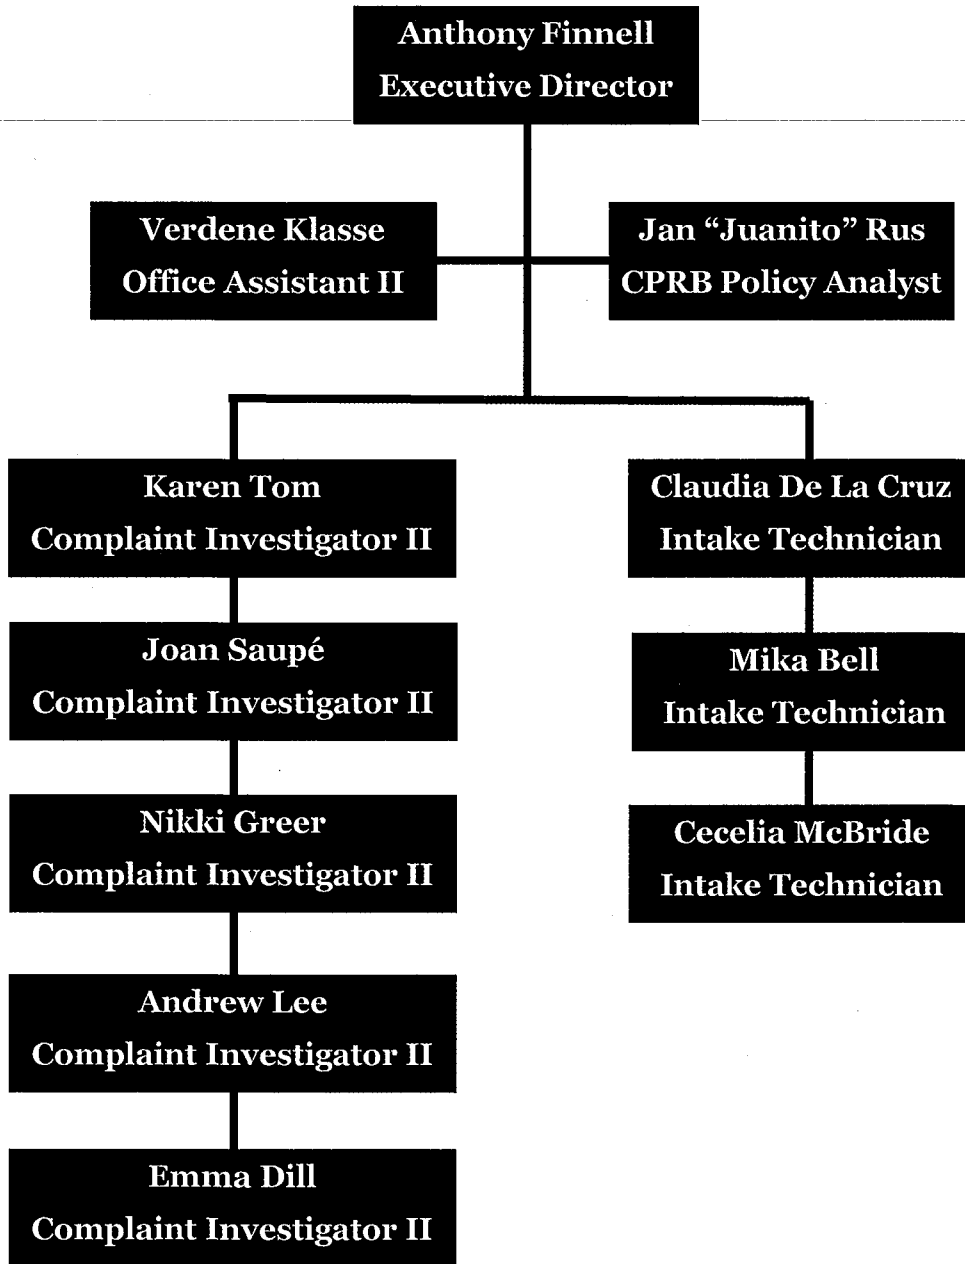 Anthony Finnell
Executive Director
Verdene Klasse
Office Assistant II
Jan “Juanito” Rus
CPRB Policy Analyst
Karen Tom
Complaint Investigator II
Joan Saupé
Complaint Investigator II
Nikki Greer
Complaint Investigator II
Andrew Lee
Complaint Investigator II
Emma Dill
Complaint Investigator II
Claudia De La Cruz
Intake Technician
Mika Bell
Intake Technician
Cecelia McBride
Intake Technician